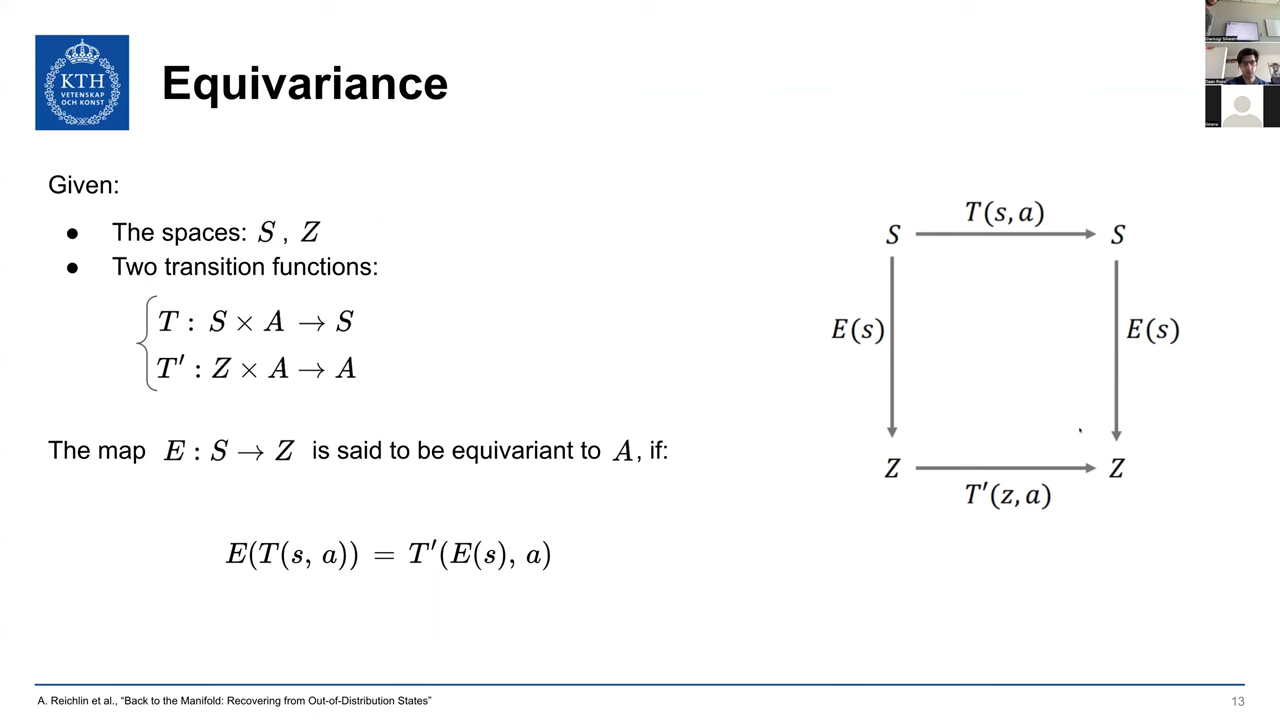 KTH
VETENSKAP
OCH KONST
Equivariance
Given:
● The spaces: S , Z
● Two transition functions:
T : S × A → S
T′ : Z × A → A
The map E : S → Z is said to be equivariant to A, if:
E(T(s, a)) = T′(E(s), a)
T(s, a)
S S
E(s) E(s)
Z Z
T′(z, a)
A. Reichlin et al., “Back to the Manifold: Recovering from Out-of-Distribution States”
13